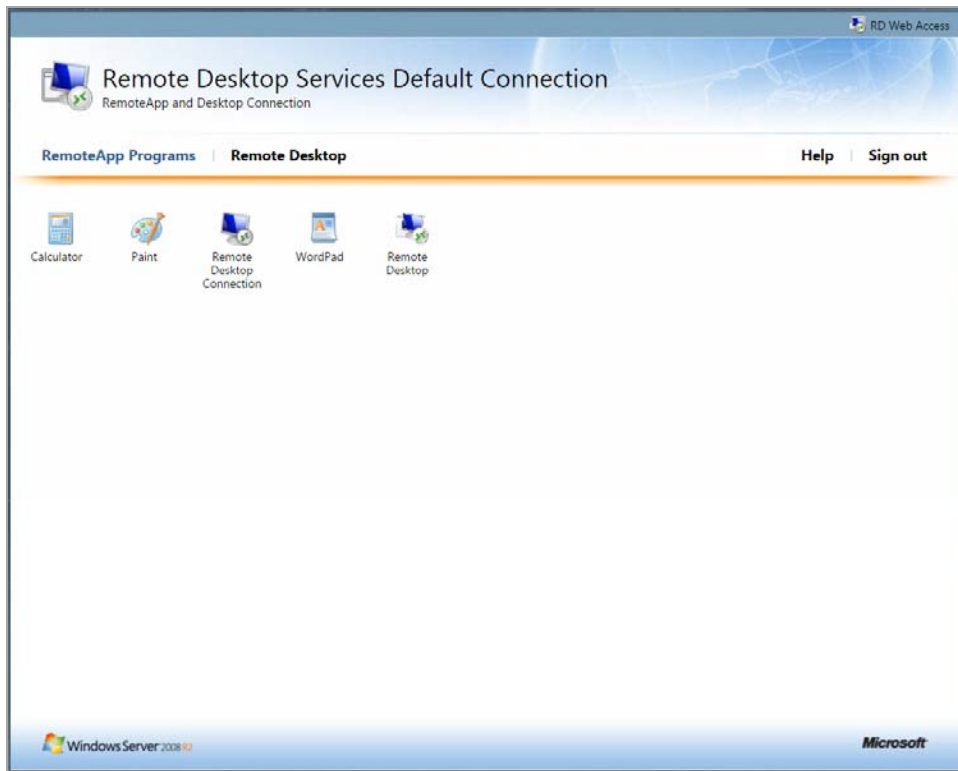 RD Web Access
Remote Desktop Services Default Connection
RemoteApp and Desktop Connection
RemoteApp Programs | Remote Desktop Help | Sign out
Calculator Paint Remote Desktop Connection WordPad Remote Desktop
Windows Server 2008 R2 Microsoft